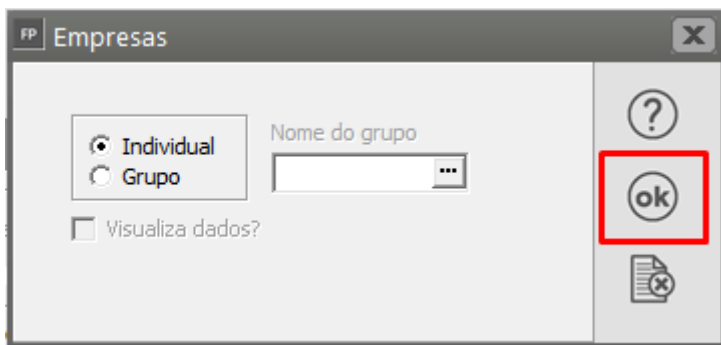 FP Empresas
Individual
Grupo
Nome do grupo
...
Visualiza dados?
?
ok